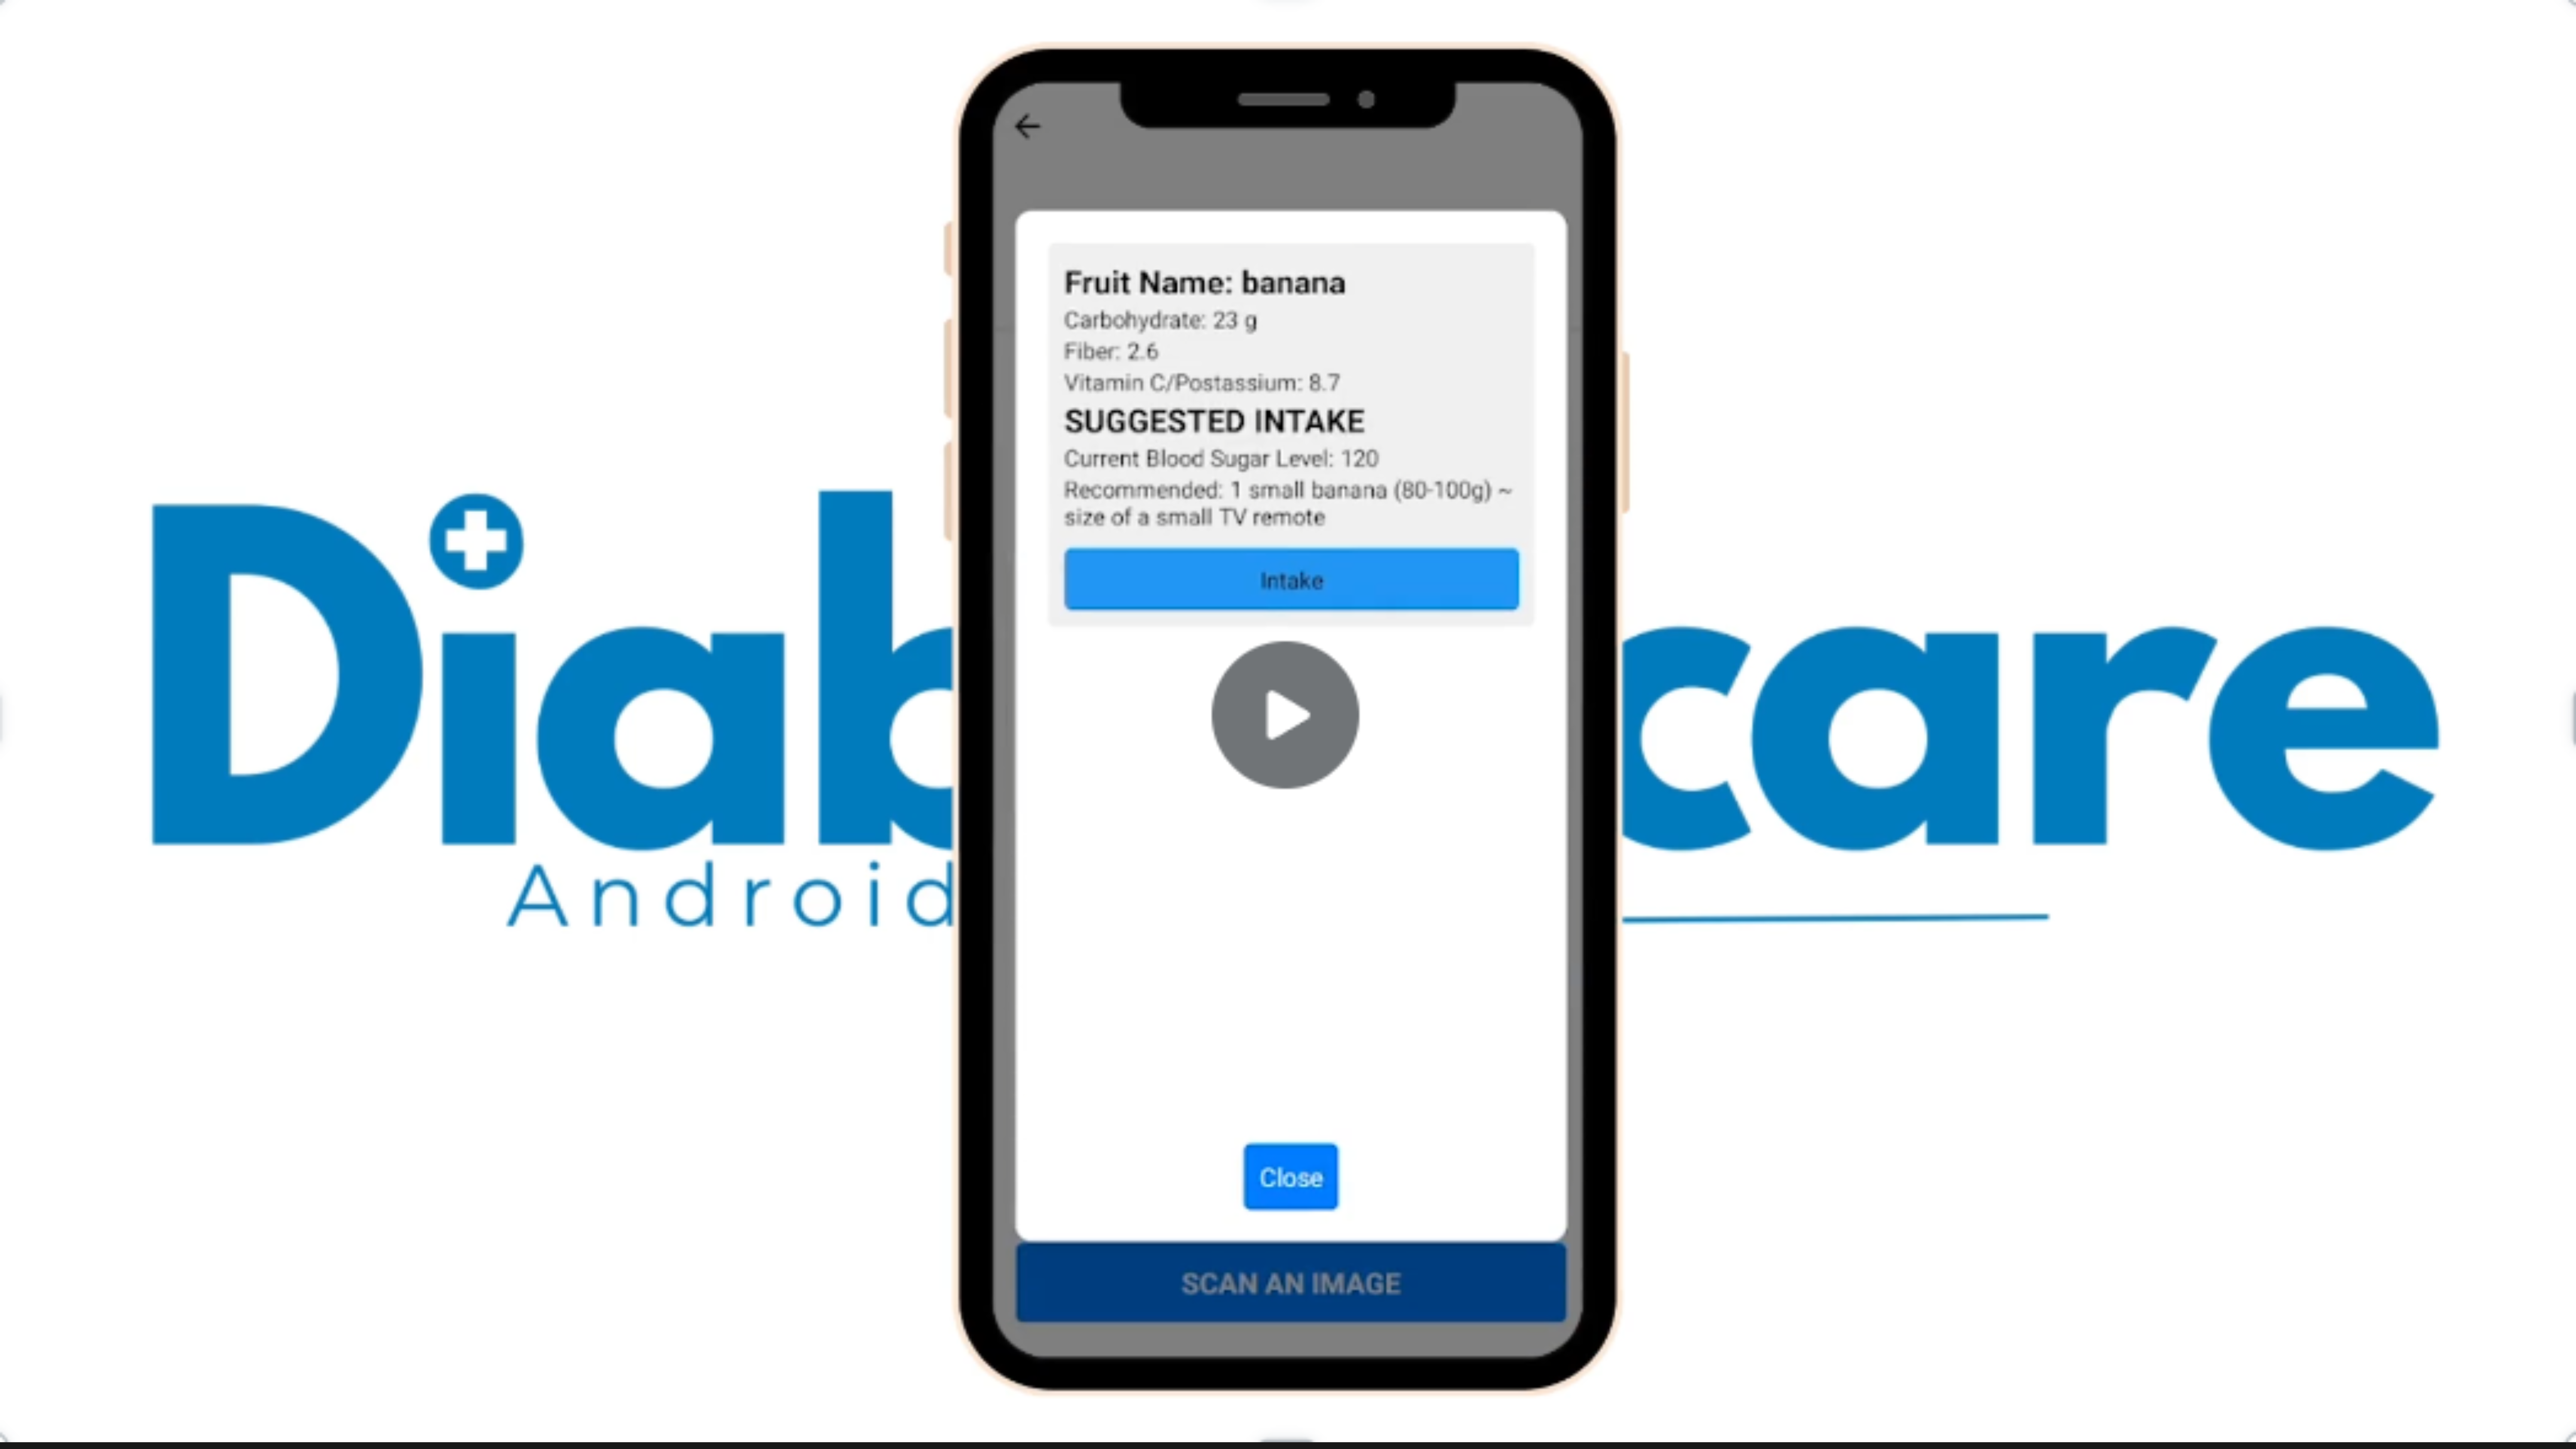 Fruit Name: banana
Carbohydrate: 23 g
Fiber: 2.6
Vitamin C/Postassium: 8.7
SUGGESTED INTAKE
Current Blood Sugar Level: 120
Recommended: 1 small banana (80-100g) ~
size of a small TV remote
Intake
Diab care
Android
Close
SCAN AN IMAGE